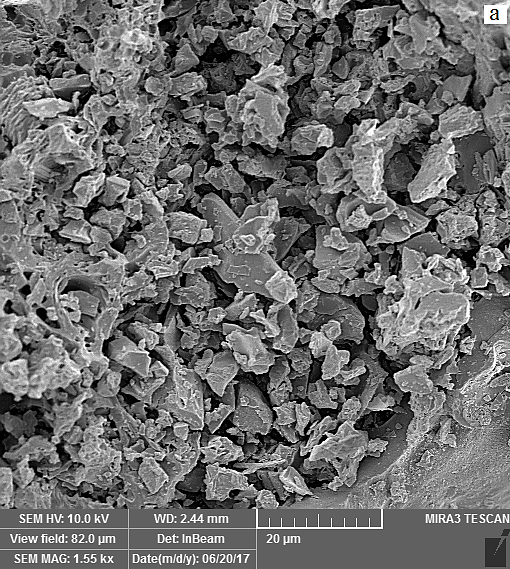 a
SEM HV: 10.0 kV WD: 2.44 mm MIRA3 TESCAN
View field: 82.0 µm Det: InBeam 20 µm
SEM MAG: 1.55 kx Date(m/d/y): 06/20/17